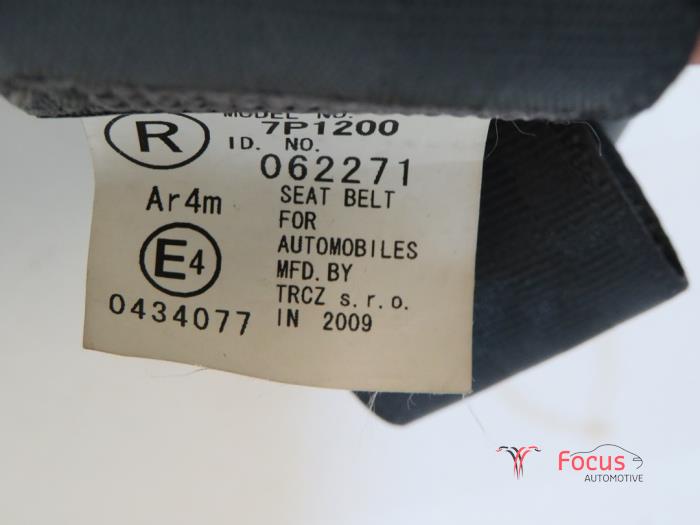 MODEL NO.
7P1200
R
ID. NO.
062271
Ar4m
SEAT BELT
FOR
AUTOMOBILES
E4
MFD. BY
TRCZ s.r.o.
0434077
IN 2009
Focus
AUTOMOTIVE